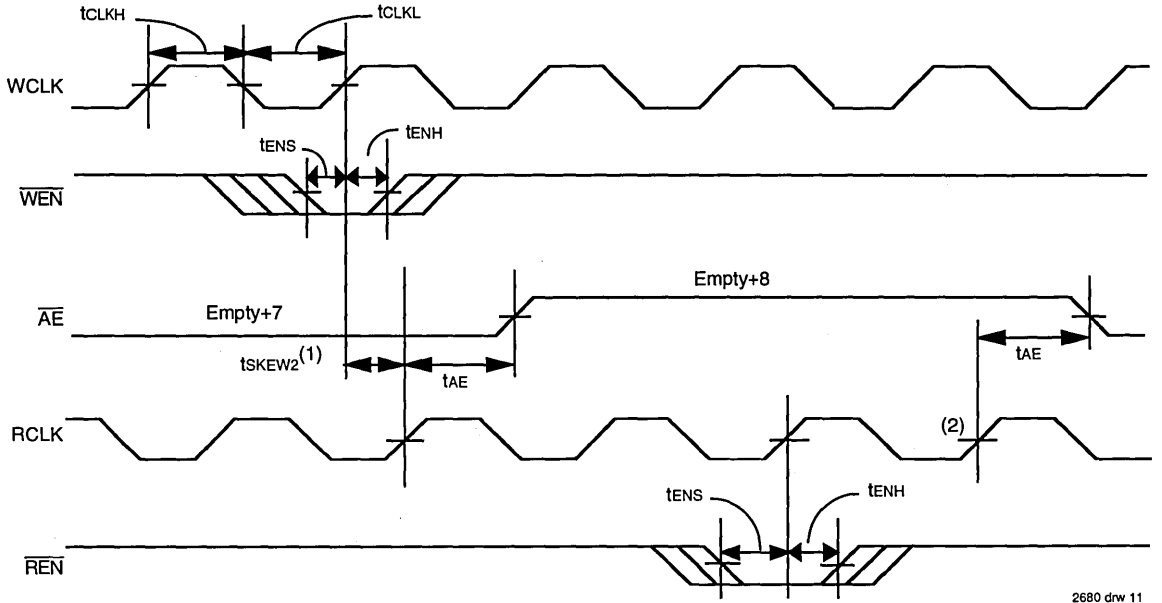 tCLKH
tCLKL
WCLK
tENS
tENH
WEN
Empty+7
Empty+8
AE
tSKEW2(1)
tAE
tAE
RCLK
(2)
tENS
tENH
REN
2680 drw 11